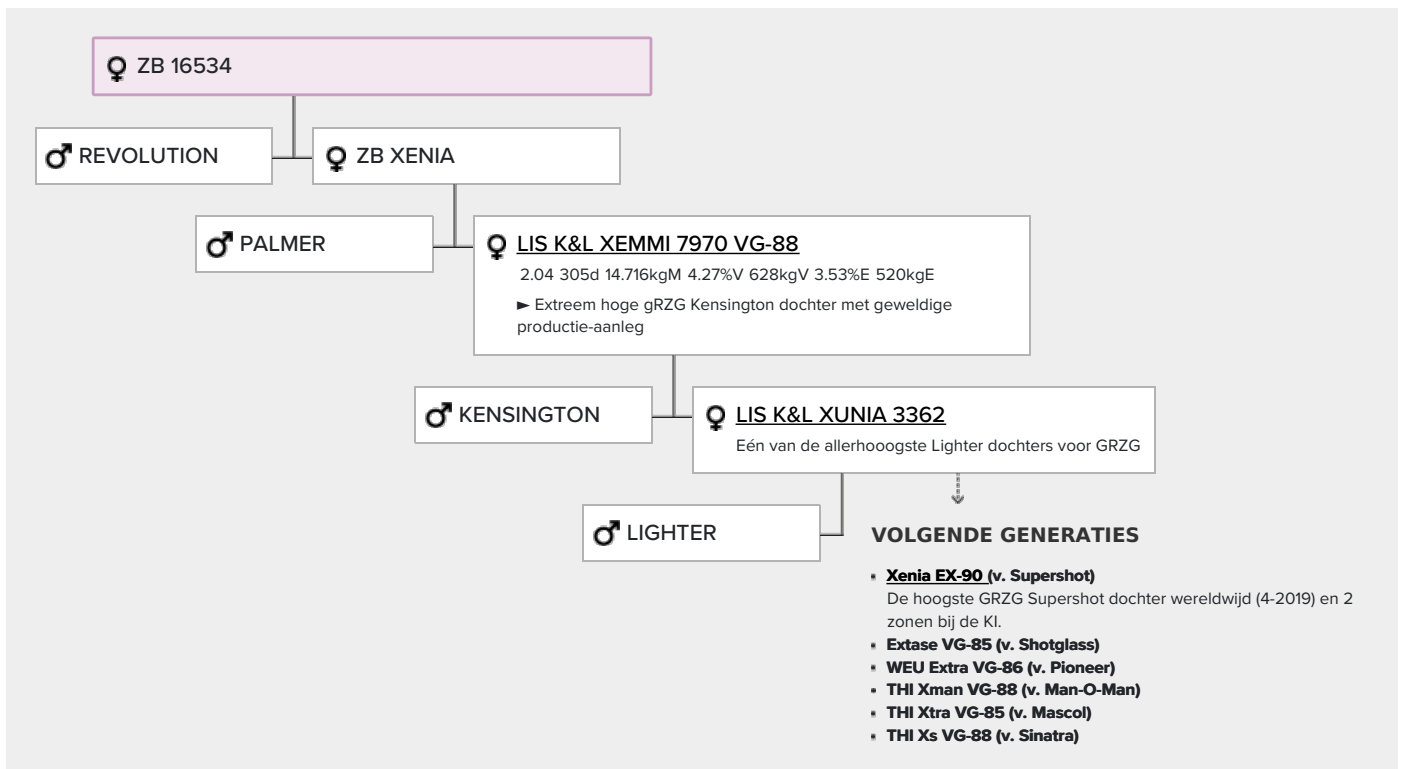 ZB 16534
REVOLUTION
ZB XENIA
PALMER
LIS K&L XEMMI 7970 VG-88
2.04 305d 14.716kgM 4.27%V 628kgV 3.53%E 520kgE
► Extreem hoge gRZG Kensington dochter met geweldige
productie-aanleg
KENSINGTON
LIS K&L XUNIA 3362
Eén van de allerhooogste Lighter dochters voor GRZG
LIGHTER
VOLGENDE GENERATIES
Xenia EX-90 (v. Supershot)
De hoogste GRZG Supershot dochter wereldwijd (4-2019) en 2
zonen bij de KI.
Extase VG-85 (v. Shotglass)
WEU Extra VG-86 (v. Pioneer)
THI Xman VG-88 (v. Man-O-Man)
THI Xtra VG-85 (v. Mascol)
THI Xs VG-88 (v. Sinatra)